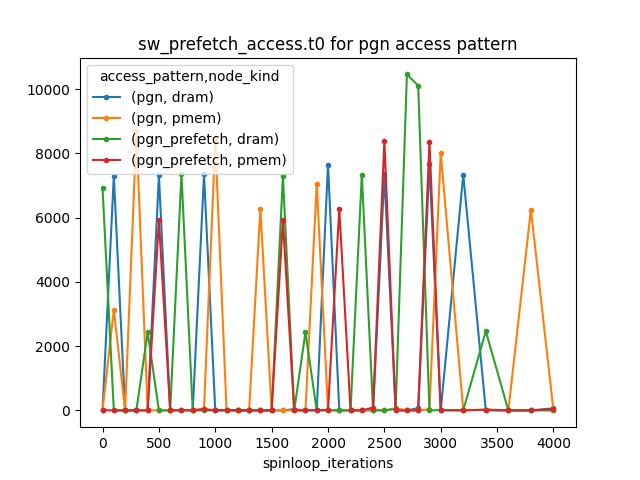 sw_prefetch_access.t0 for pgn access pattern
access_pattern,node_kind
(pgn, dram)
(pgn, pmem)
(pgn_prefetch, dram)
(pgn_prefetch, pmem)
10000
8000
6000
4000
2000
0
0 500 1000 1500 2000 2500 3000 3500 4000
spinloop_iterations